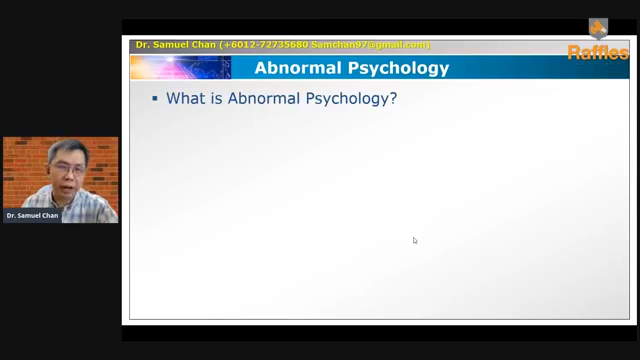 Dr. Samuel Chan (+6012-72735680 Samchan97@gmail.com)
Raffles
Abnormal Psychology
▪ What is Abnormal Psychology?
Dr. Samuel Chan